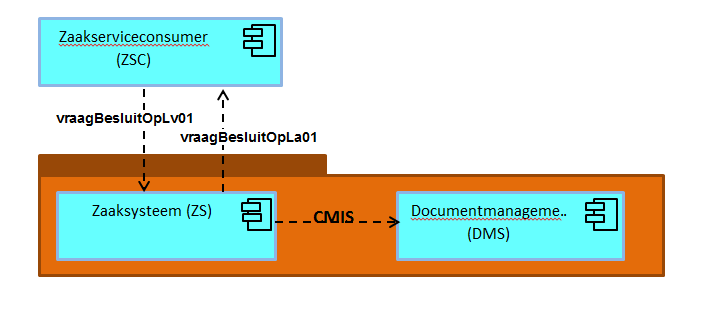 Zaakserviceconsumer
(ZSC)
vraagBesluitOpLv01
vraagBesluitOpLa01
Zaaksysteem (ZS)
CMIS
Documentmanageme..
(DMS)